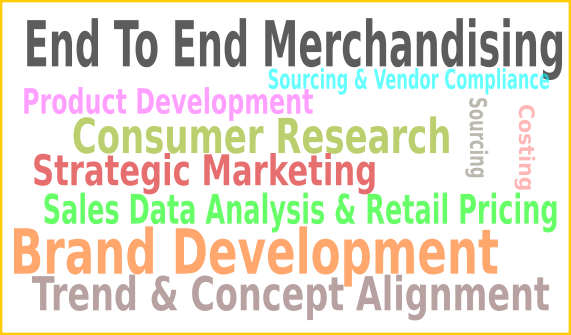 End To End Merchandising
Sourcing & Vendor Compliance
Product Development
Consumer Research
Sourcing
Costing
Strategic Marketing
Sales Data Analysis & Retail Pricing
Brand Development
Trend & Concept Alignment